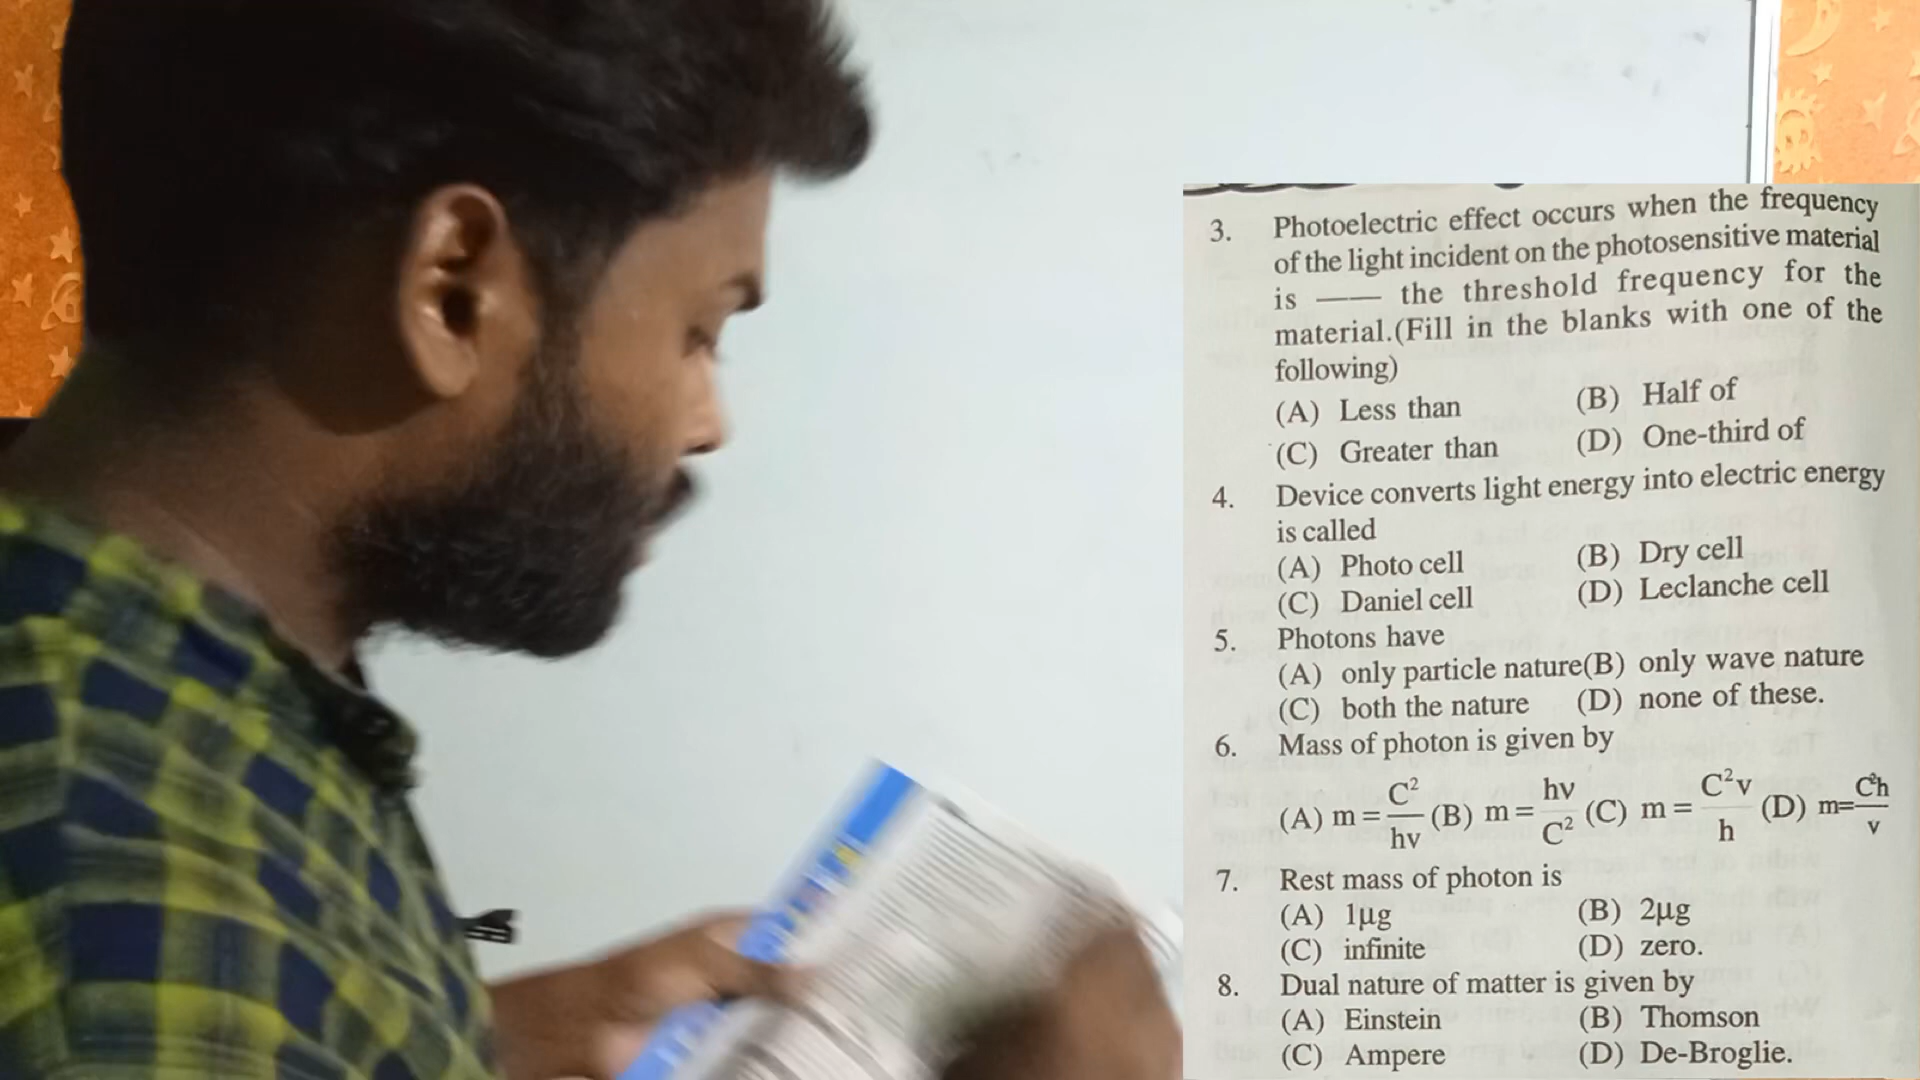 3. Photoelectric effect occurs when the frequency
of the light incident on the photosensitive material
is —— the threshold frequency for the
material.(Fill in the blanks with one of the
following)
(A) Less than (B) Half of
(C) Greater than (D) One-third of
4. Device converts light energy into electric energy
is called
(A) Photo cell (B) Dry cell
(C) Daniel cell (D) Leclanche cell
5. Photons have
(A) only particle nature(B) only wave nature
(C) both the nature (D) none of these.
6. Mass of photon is given by
(A) m = C²/hν (B) m = hν/C² (C) m = C²ν/h (D) m=C²h/ν
7. Rest mass of photon is
(A) 1μg (B) 2μg
(C) infinite (D) zero.
8. Dual nature of matter is given by
(A) Einstein (B) Thomson
(C) Ampere (D) De-Broglie.